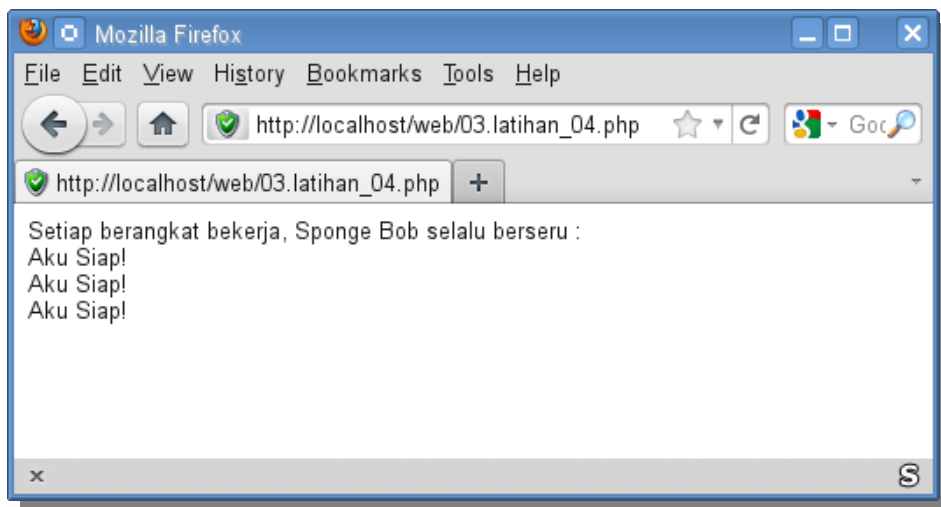 Mozilla Firefox
File Edit View History Bookmarks Tools Help
http://localhost/web/03.latihan_04.php Goo
http://localhost/web/03.latihan_04.php +
Setiap berangkat bekerja, Sponge Bob selalu berseru :
Aku Siap!
Aku Siap!
Aku Siap!
x S